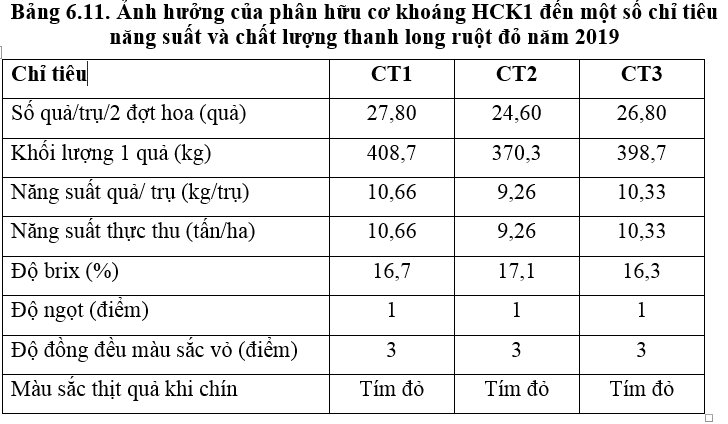 Bảng 6.11. Ảnh hưởng của phân hữu cơ khoáng HCK1 đến một số chỉ tiêu
năng suất và chất lượng thanh long ruột đỏ năm 2019
Chỉ tiêu CT1 CT2 CT3
Số quả/trụ/2 đợt hoa (quả) 27,80 24,60 26,80
Khối lượng 1 quả (kg) 408,7 370,3 398,7
Năng suất quả/ trụ (kg/trụ) 10,66 9,26 10,33
Năng suất thực thu (tấn/ha) 10,66 9,26 10,33
Độ brix (%) 16,7 17,1 16,3
Độ ngọt (điểm) 1 1 1
Độ đồng đều màu sắc vỏ (điểm) 3 3 3
Màu sắc thịt quả khi chín Tím đỏ Tím đỏ Tím đỏ